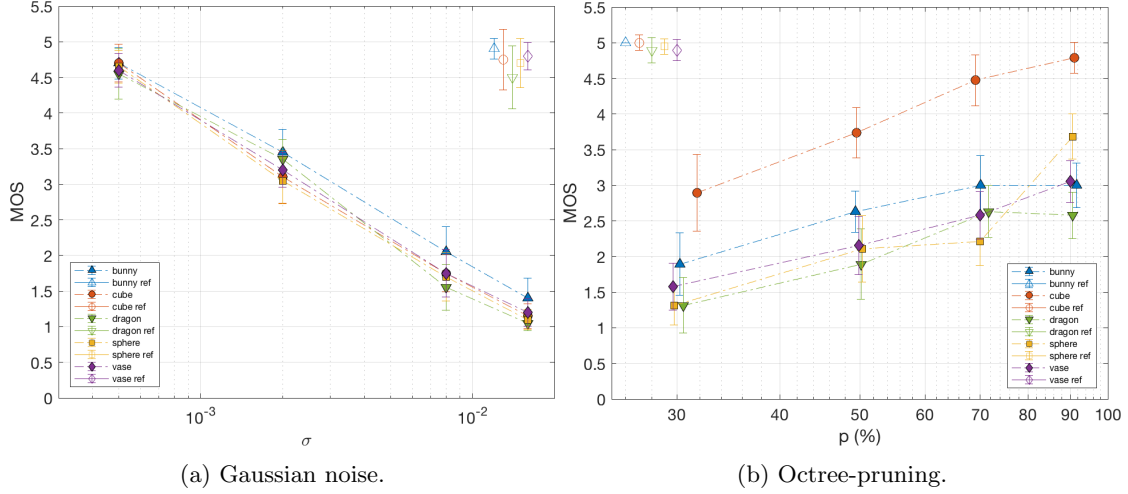 5.5
5
4.5
4
3.5
3
2.5
2
1.5
1
0.5
0
MOS
10-3
10-2
σ
bunny
bunny ref
cube
cube ref
dragon
dragon ref
sphere
sphere ref
vase
vase ref
(a) Gaussian noise.
5.5
5
4.5
4
3.5
3
2.5
2
1.5
1
0.5
0
MOS
30
40
50
60
70
80
90
100
p (%)
bunny
bunny ref
cube
cube ref
dragon
dragon ref
sphere
sphere ref
vase
vase ref
(b) Octree-pruning.